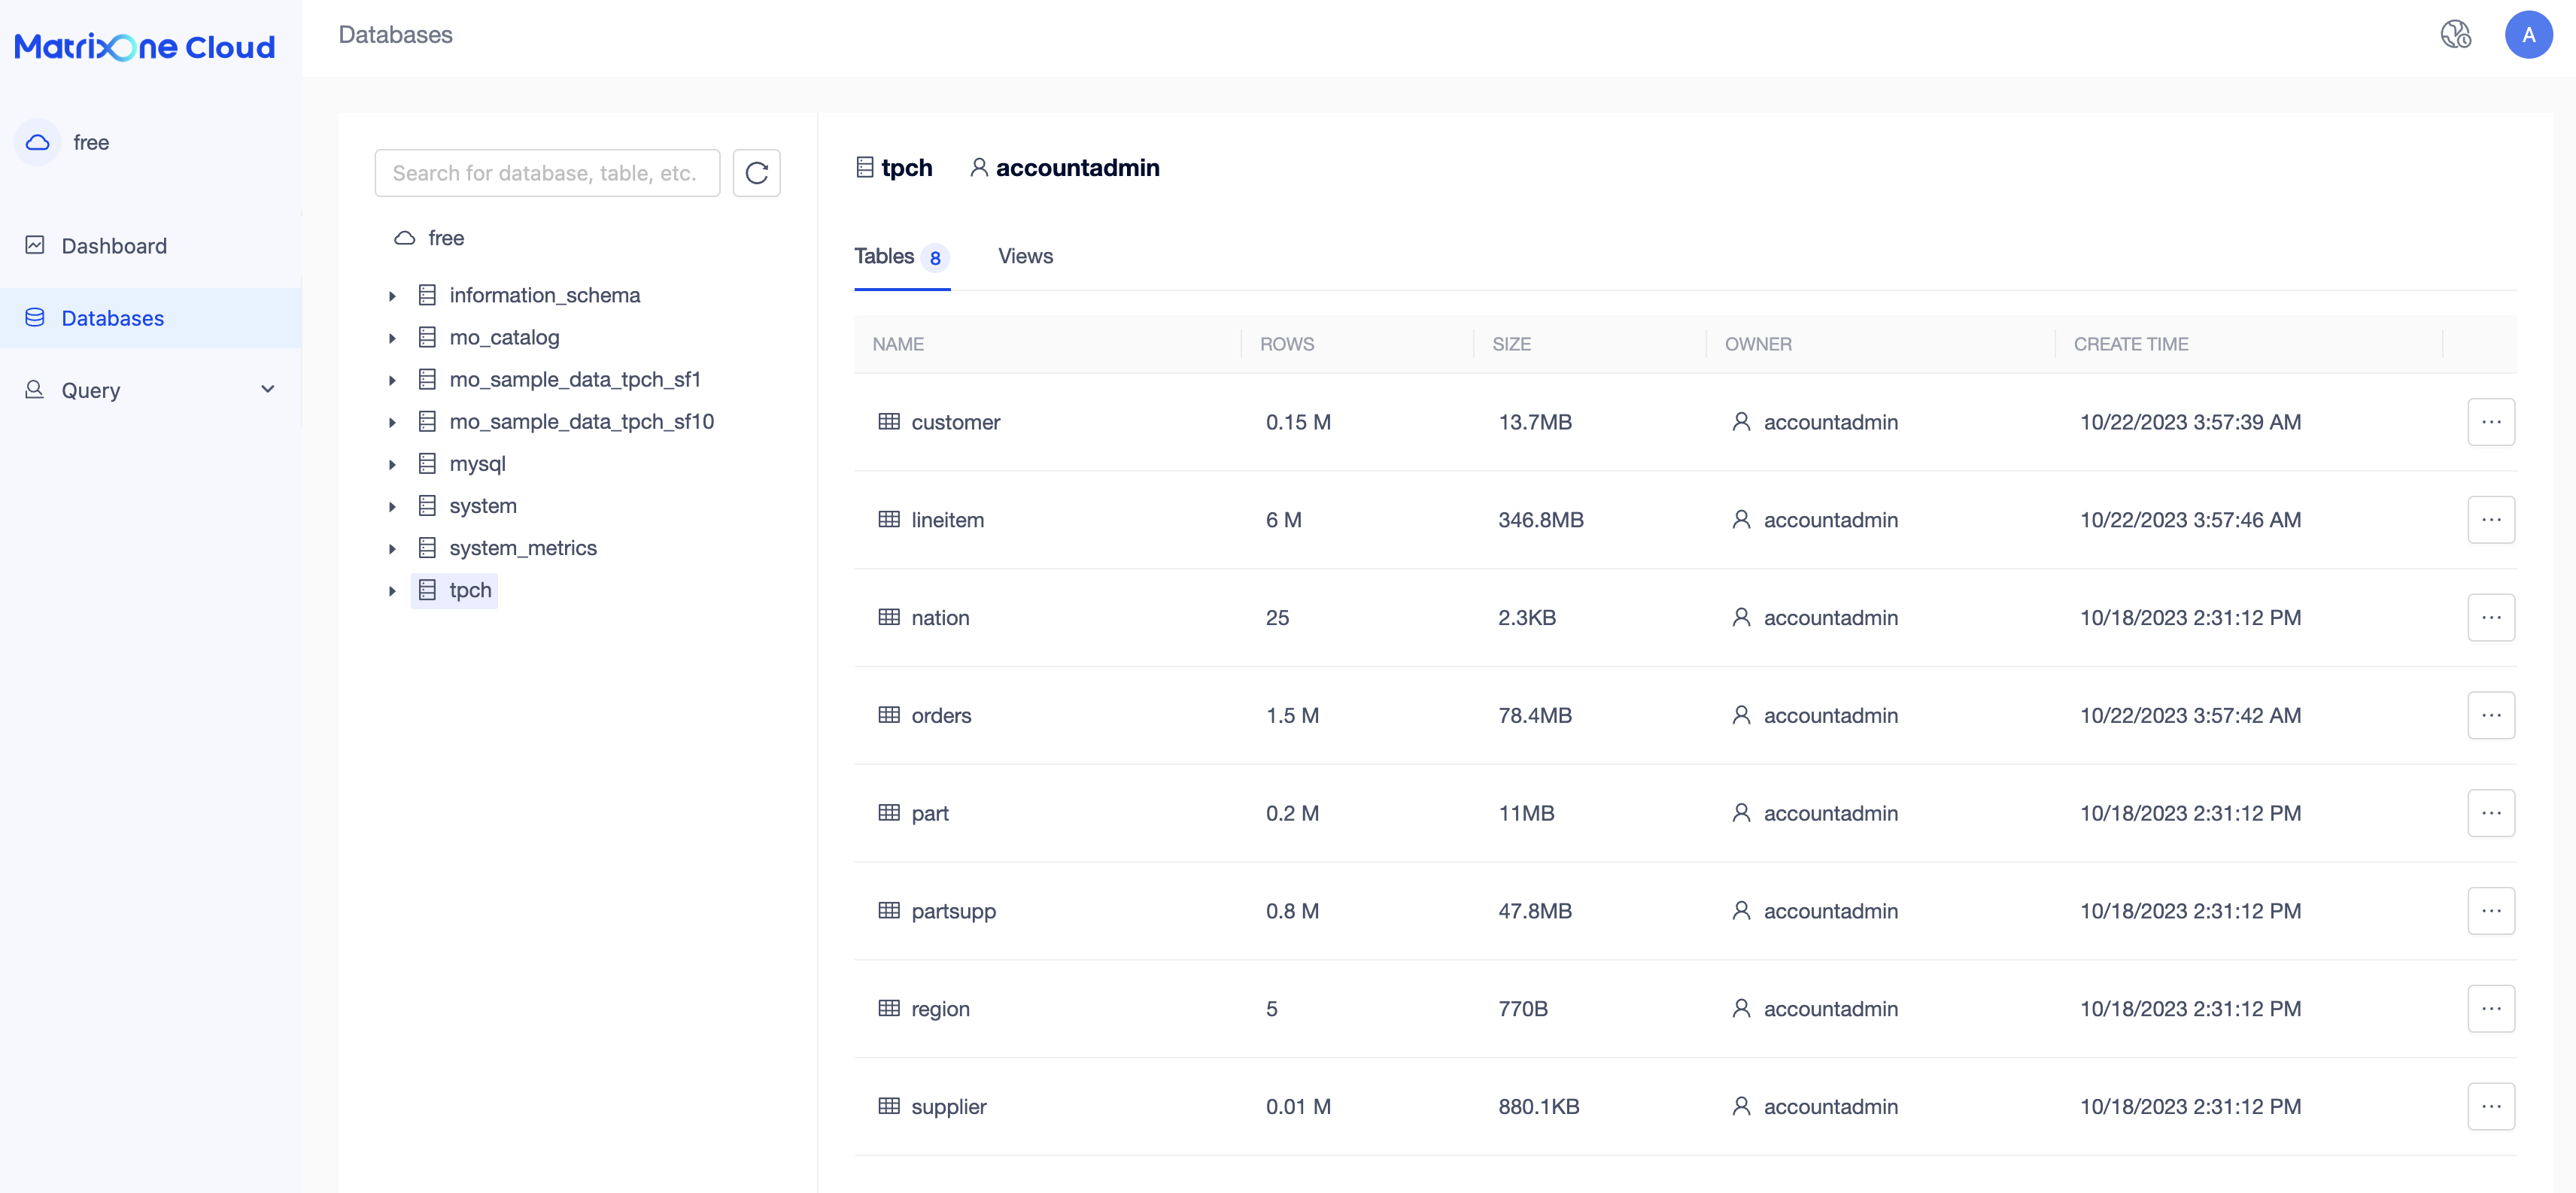 MatrixOne Cloud
free
Dashboard
Databases
Query
Databases
A
Search for database, table, etc.
free
information_schema
mo_catalog
mo_sample_data_tpch_sf1
mo_sample_data_tpch_sf10
mysql
system
system_metrics
tpch
tpch accountadmin
Tables 8 Views
NAME ROWS SIZE OWNER CREATE TIME
customer 0.15 M 13.7MB accountadmin 10/22/2023 3:57:39 AM
lineitem 6 M 346.8MB accountadmin 10/22/2023 3:57:46 AM
nation 25 2.3KB accountadmin 10/18/2023 2:31:12 PM
orders 1.5 M 78.4MB accountadmin 10/22/2023 3:57:42 AM
part 0.2 M 11MB accountadmin 10/18/2023 2:31:12 PM
partsupp 0.8 M 47.8MB accountadmin 10/18/2023 2:31:12 PM
region 5 770B accountadmin 10/18/2023 2:31:12 PM
supplier 0.01 M 880.1KB accountadmin 10/18/2023 2:31:12 PM